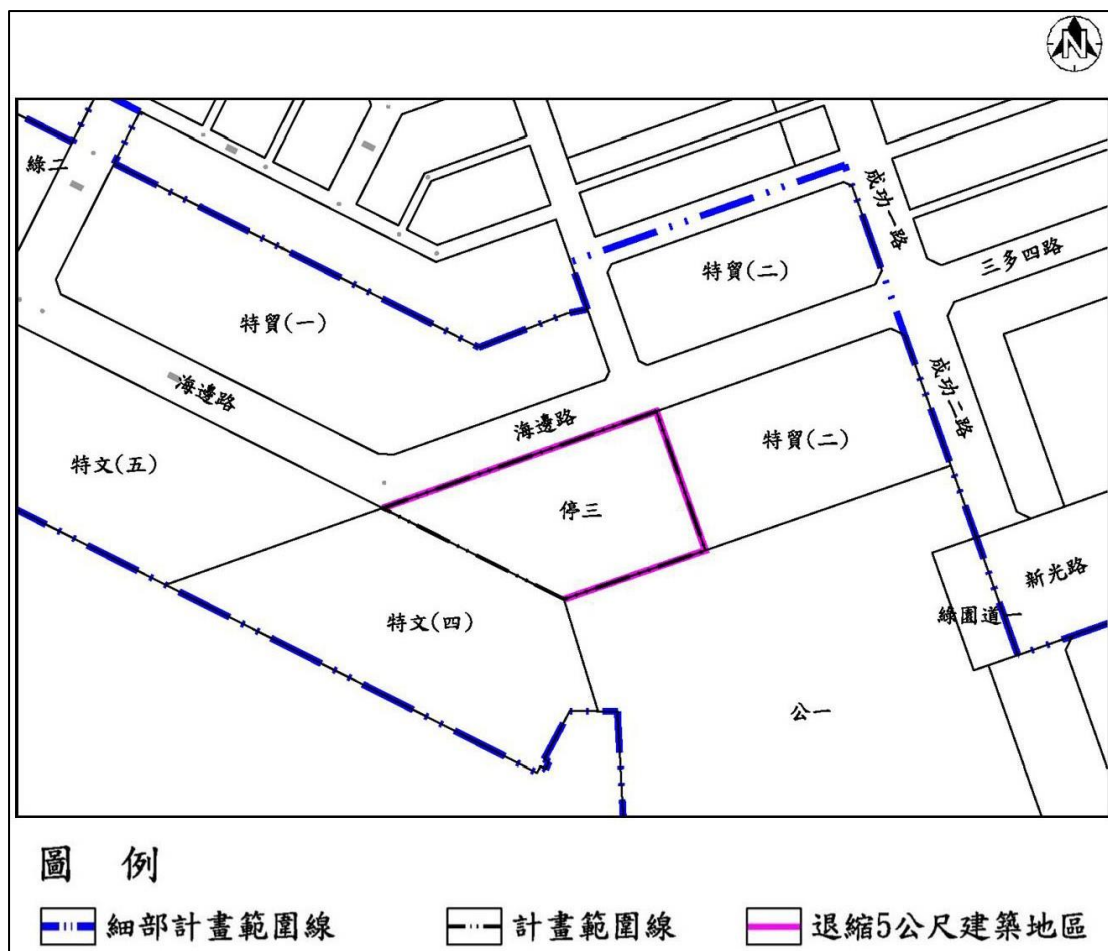 N
綠二
成功一路
特貿(二)
三多四路
特貿(一)
海邊路
成功二路
海邊路
特貿(二)
特文(五)
停三
新光路
特文(四)
綠園道一
公一
圖 例
細部計畫範圍線
計畫範圍線
退縮5公尺建築地區